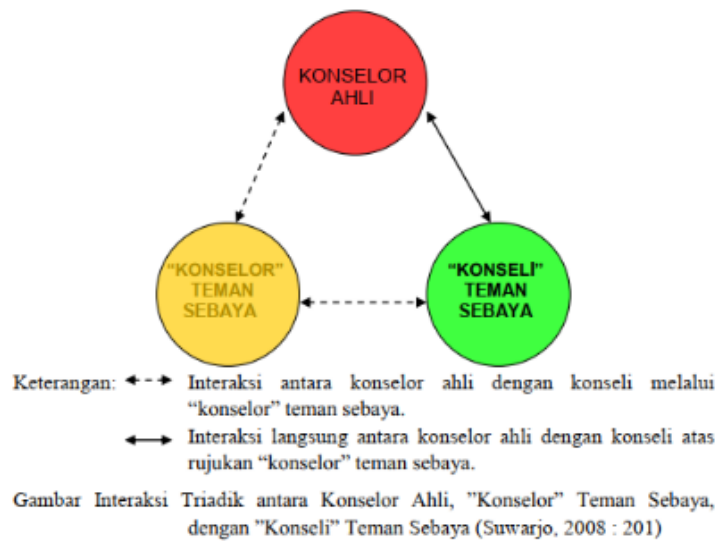 KONSELOR
AHLI
“KONSELOR”
TEMAN
SEBAYA
“KONSELI”
TEMAN
SEBAYA
Keterangan: Interaksi antara konselor ahli dengan konseli melalui
“konselor” teman sebaya.
Interaksi langsung antara konselor ahli dengan konseli atas
rujukan “konselor” teman sebaya.
Gambar Interaksi Triadik antara Konselor Ahli, ”Konselor” Teman Sebaya,
dengan ”Konseli” Teman Sebaya (Suwarjo, 2008 : 201)